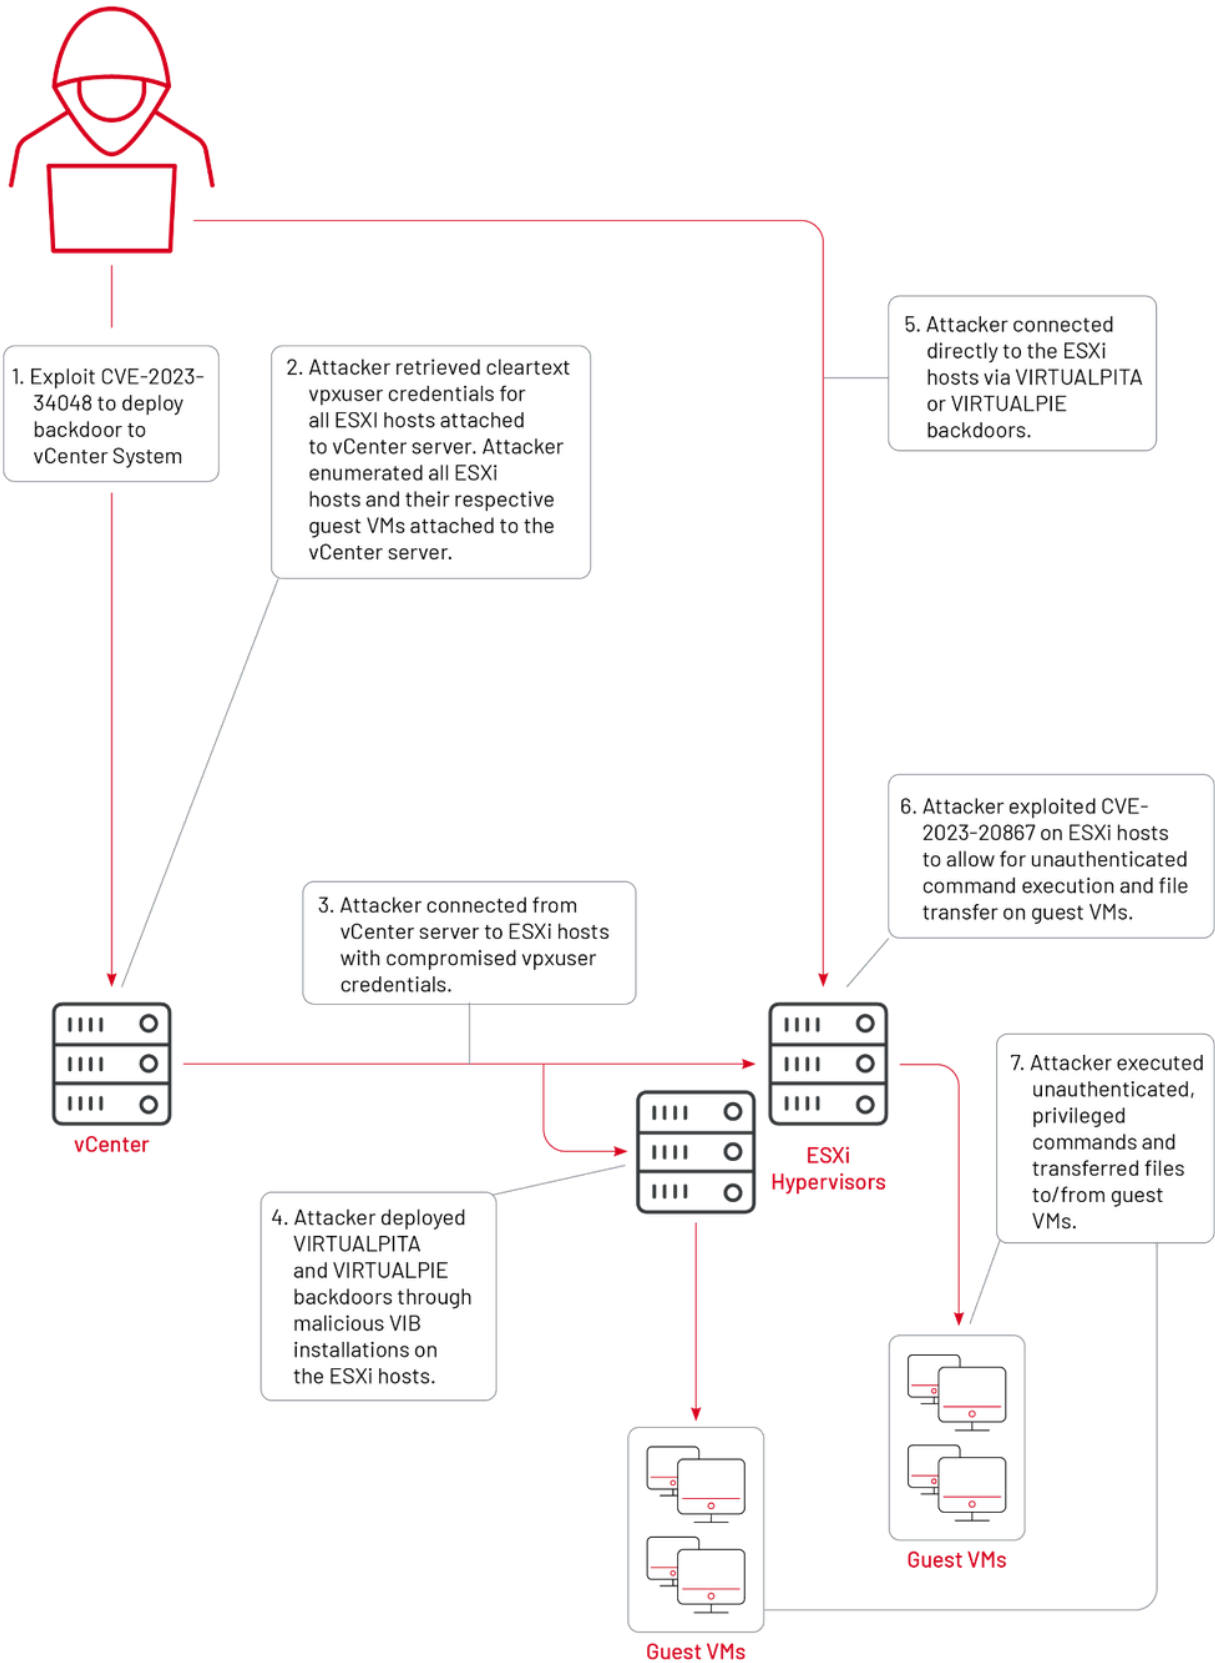 1. Exploit CVE-2023-
34048 to deploy
backdoor to
vCenter System
2. Attacker retrieved cleartext
vpxuser credentials for
all ESXI hosts attached
to vCenter server. Attacker
enumerated all ESXi
hosts and their respective
guest VMs attached to the
vCenter server.
5. Attacker connected
directly to the ESXi
hosts via VIRTUALPITA
or VIRTUALPIE
backdoors.
6. Attacker exploited CVE-
2023-20867 on ESXi hosts
to allow for unauthenticated
command execution and file
transfer on guest VMs.
3. Attacker connected from
vCenter server to ESXi hosts
with compromised vpxuser
credentials.
vCenter
ESXi
Hypervisors
7. Attacker executed
unauthenticated,
privileged
commands and
transferred files
to/from guest
VMs.
4. Attacker deployed
VIRTUALPITA
and VIRTUALPIE
backdoors through
malicious VIB
installations on
the ESXi hosts.
Guest VMs
Guest VMs